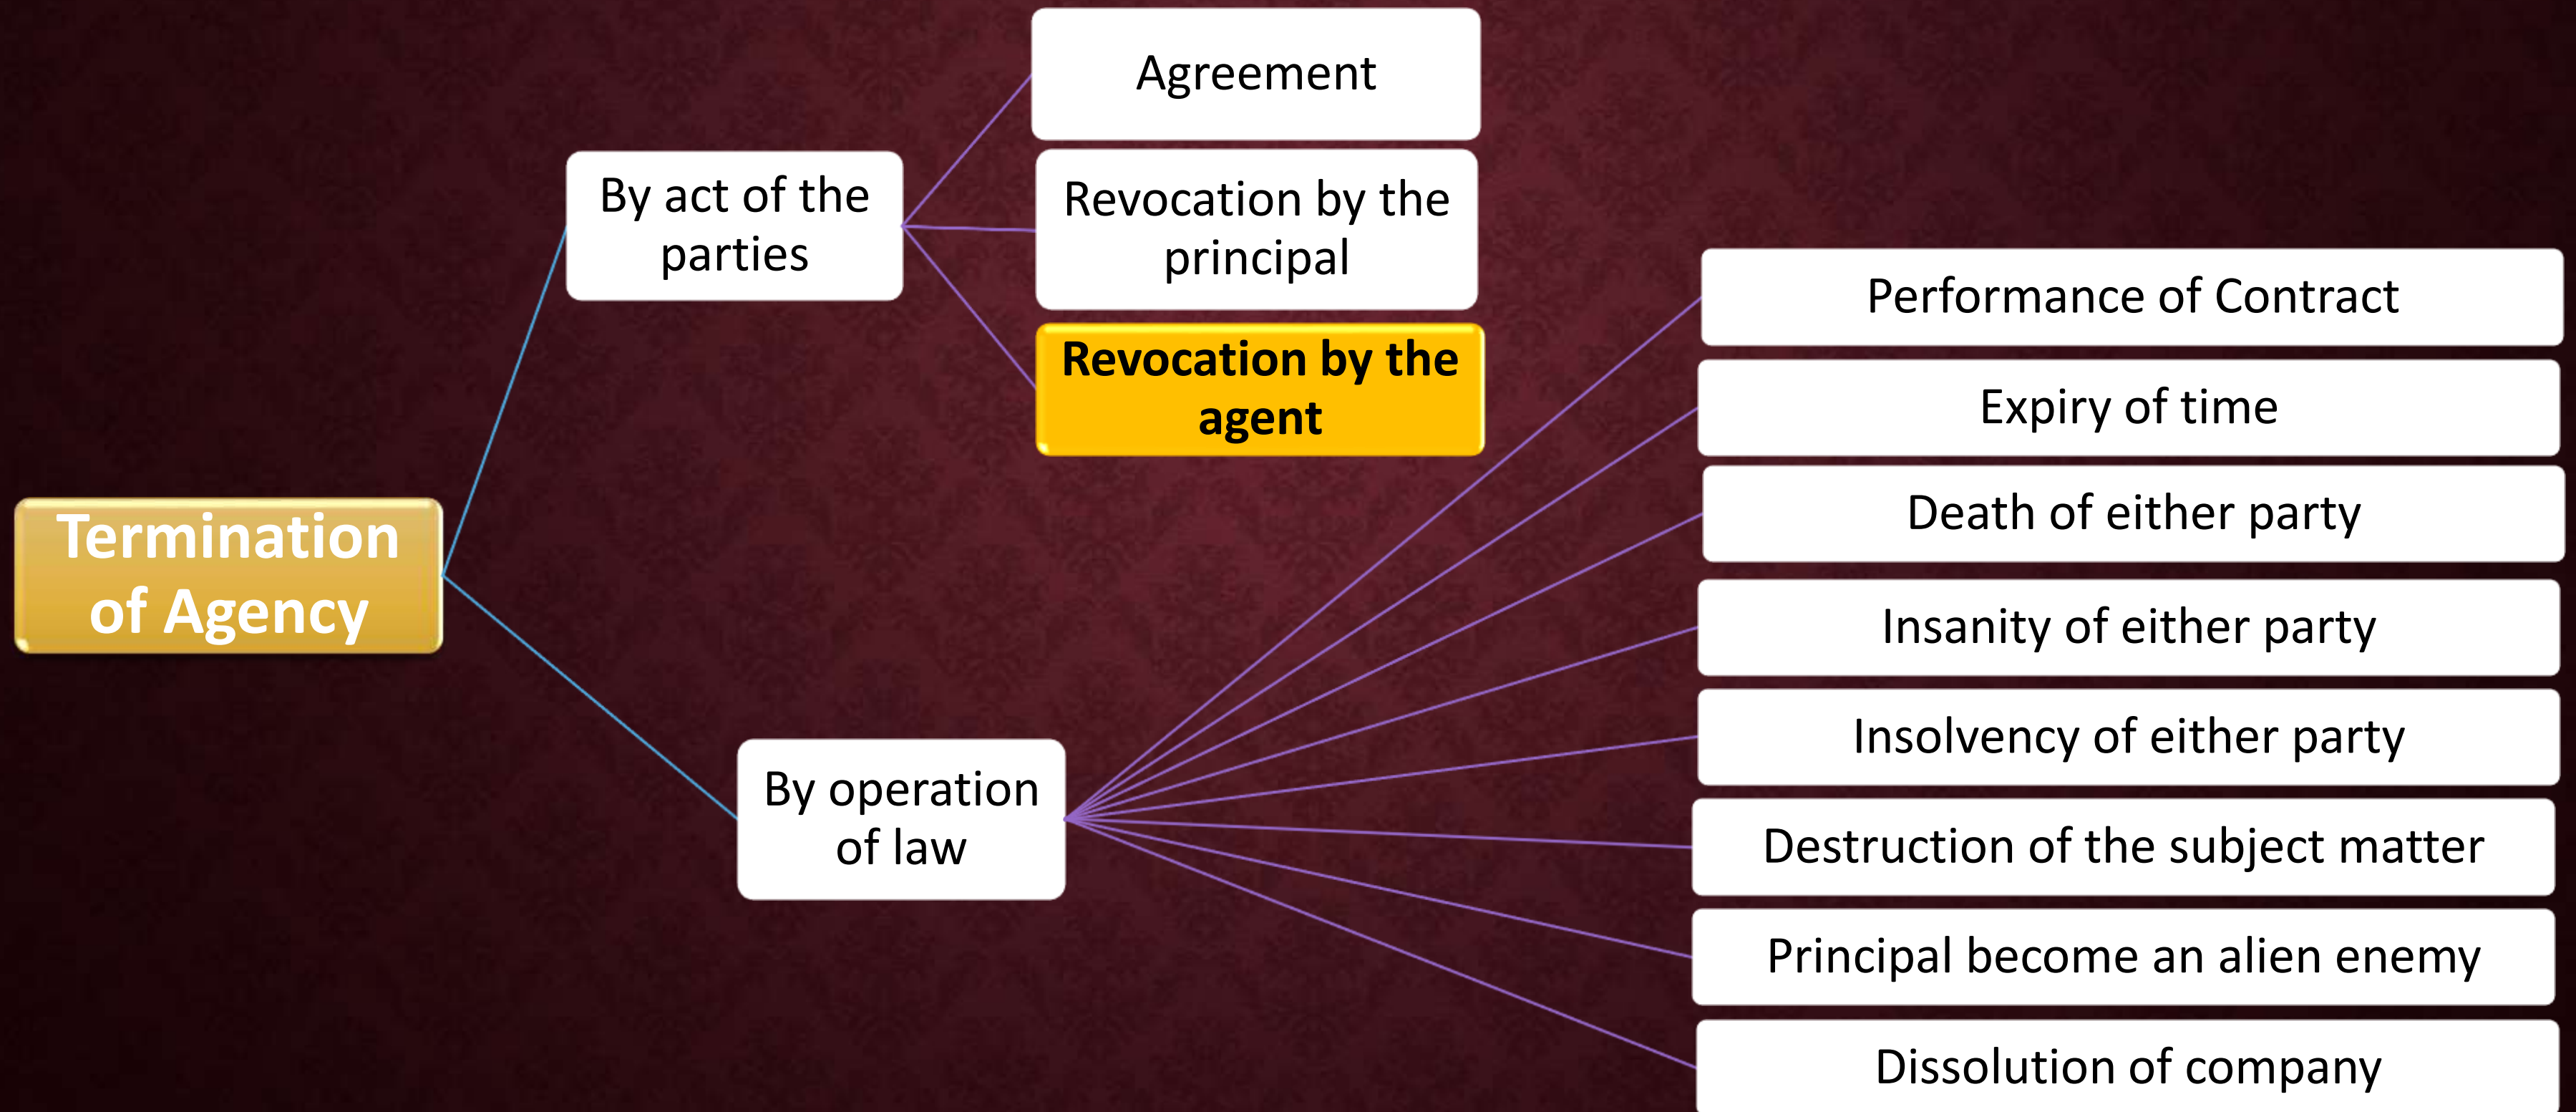 Termination
of Agency
By act of the
parties
Agreement
Revocation by the
principal
Revocation by the
agent
By operation
of law
Performance of Contract
Expiry of time
Death of either party
Insanity of either party
Insolvency of either party
Destruction of the subject matter
Principal become an alien enemy
Dissolution of company